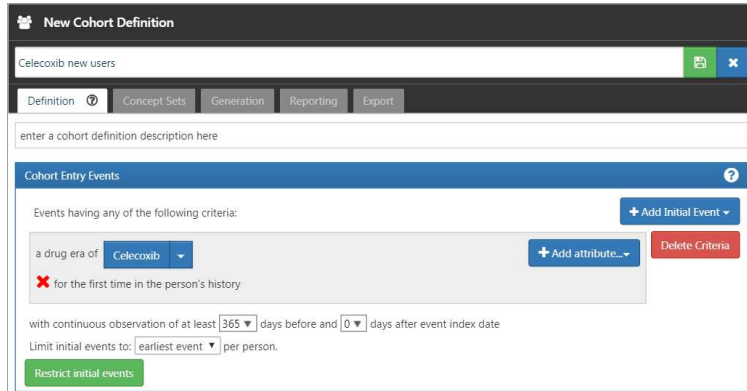 New Cohort Definition
Celecoxib new users
Definition
Concept Sets
Generation
Reporting
Export
enter a cohort definition description here
Cohort Entry Events
Events having any of the following criteria:
+ Add Initial Event
a drug era of Celecoxib
+ Add attribute...
Delete Criteria
for the first time in the person's history
with continuous observation of at least 365 days before and 0 days after event index date
Limit initial events to: earliest event per person.
Restrict initial events